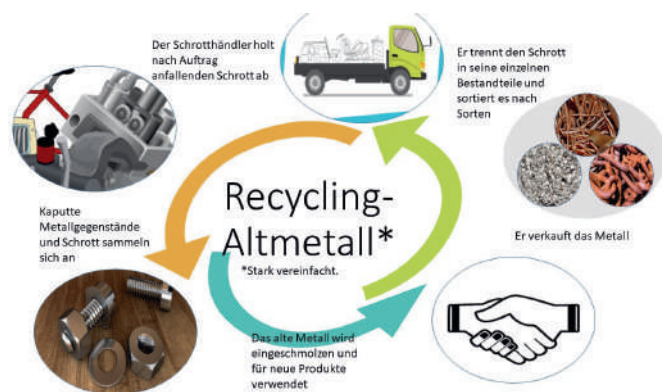 Der Schrotthändler holt
nach Auftrag
anfallenden Schrott ab
Er trennt den Schrott
in seine einzelnen
Bestandteile und
sortiert es nach
Sorten
Er verkauft das Metall
Das alte Metall wird
eingeschmolzen und
für neue Produkte
verwendet
Kaputte
Metallgegenstände
und Schrott sammeln
sich an
Recycling-
Altmetall*
*Stark vereinfacht.